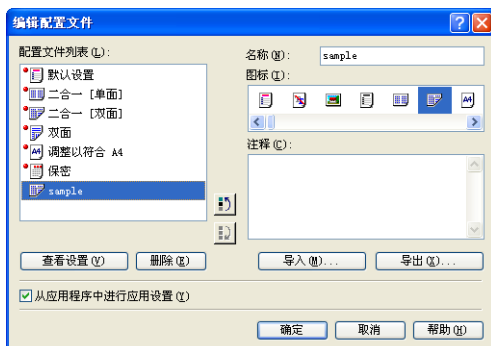 编辑配置文件
配置文件列表(L):
默认设置
二合一 [单面]
二合一 [双面]
双面
调整以符合 A4
保密
sample
查看设置(V)
删除(E)
名称(N):
sample
图标(I):
A4
注释(C):
导入(M)...
导出(X)...
从应用程序中进行应用设置(Y)
确定
取消
帮助(H)